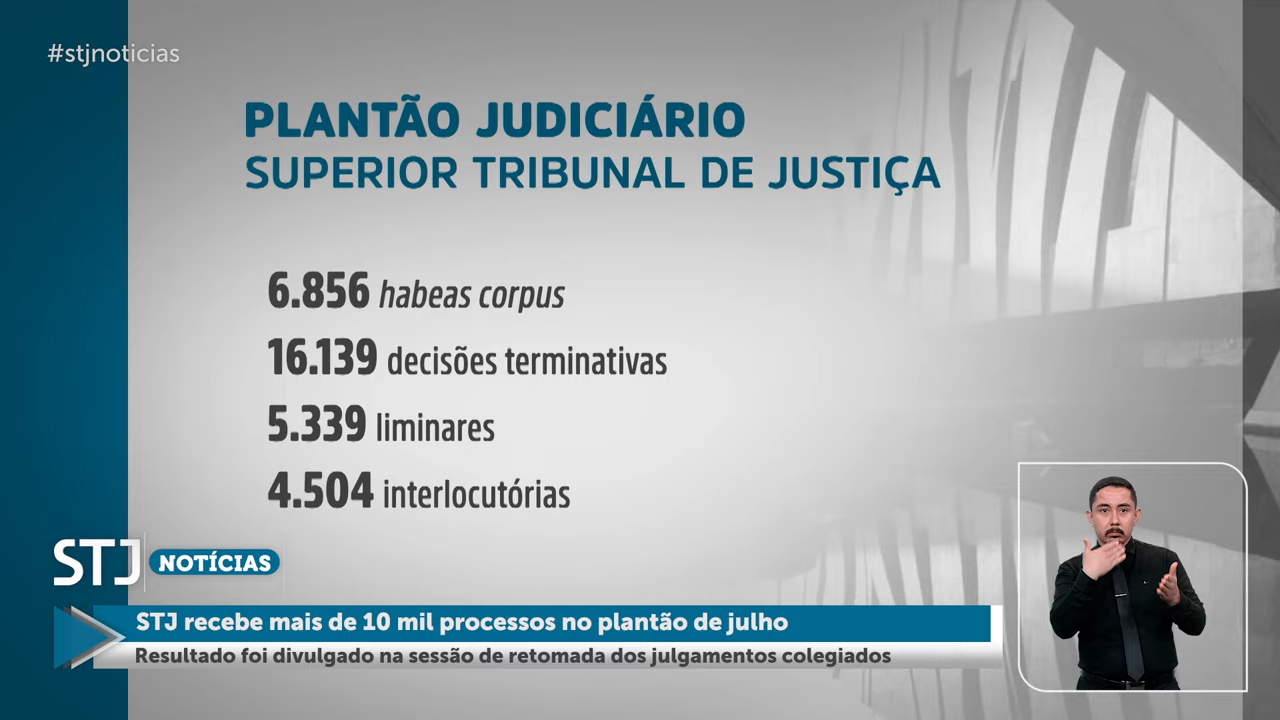 #stjnoticias
PLANTÃO JUDICIÁRIO
SUPERIOR TRIBUNAL DE JUSTIÇA
6.856 habeas corpus
16.139 decisões terminativas
5.339 liminares
4.504 interlocutórias
STJ NOTÍCIAS
STJ recebe mais de 10 mil processos no plantão de julho
Resultado foi divulgado na sessão de retomada dos julgamentos colegiados